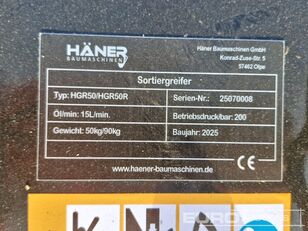 HÄNER
BAUMASCHINEN
Häner Baumaschinen GmbH
Konrad-Zuse-Str. 5
57462 Olpe
Sortiergreifer
Typ: HGR50/HGR50R
Serien-Nr.: 25070008
Öl/min: 15L/min.
Betriebsdruck/bar: 200
Gewicht: 50kg/90kg
Baujahr: 2025
www.haener-baumaschinen.de